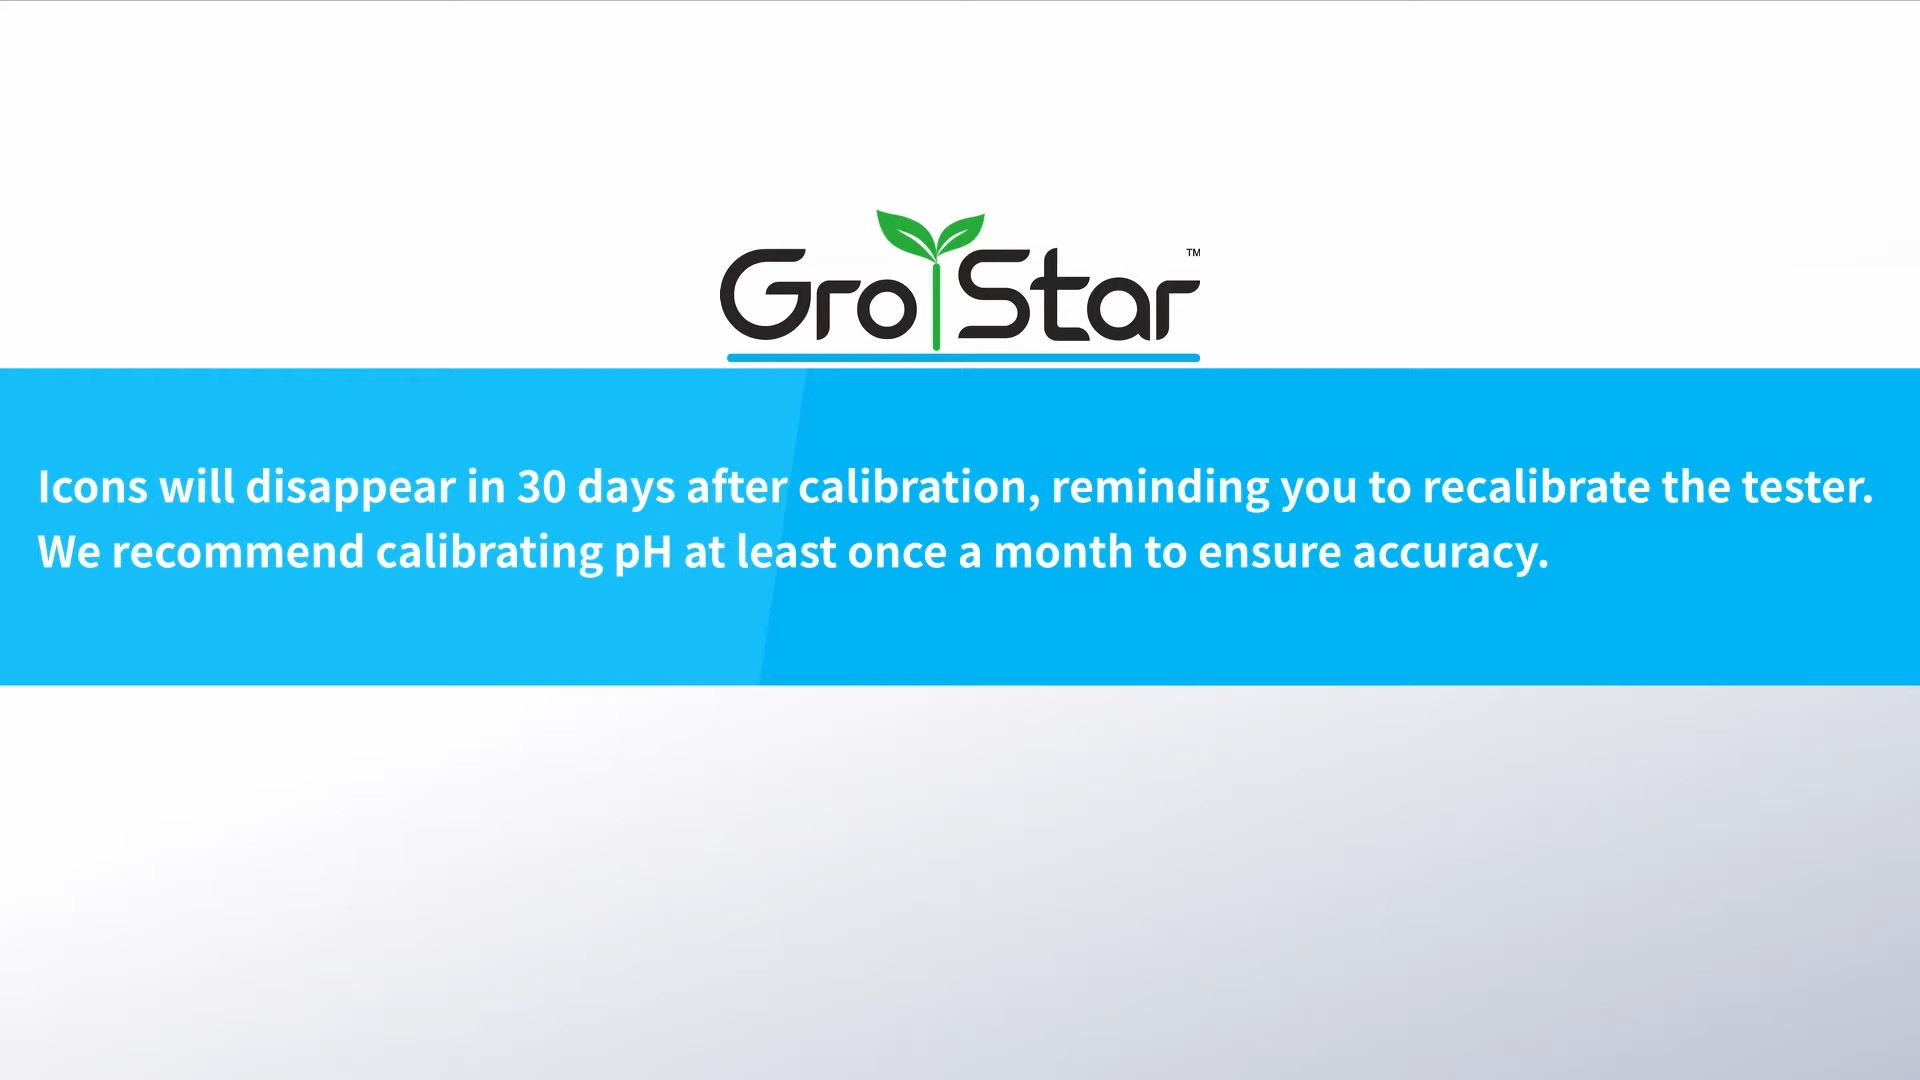 GroStar™
Icons will disappear in 30 days after calibration, reminding you to recalibrate the tester.
We recommend calibrating pH at least once a month to ensure accuracy.